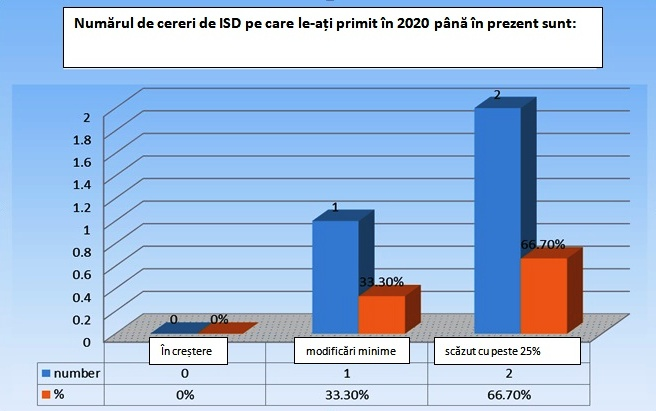 Numărul de cereri de ISD pe care le-ați primit în 2020 până în prezent sunt:
2
1.8
1.6
1.4
1.2
1
0.8
0.6
0.4
0.2
0
0
0%
1
33.30%
2
66.70%
În creștere
modificări minime
scăzut cu peste 25%
number 0 1 2
% 0% 33.30% 66.70%